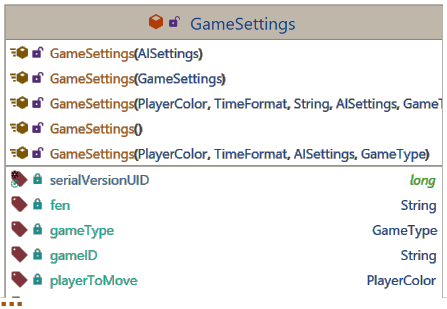 GameSettings
GameSettings(AISettings)
GameSettings(GameSettings)
GameSettings(PlayerColor, TimeFormat, String, AISettings, GameT
GameSettings()
GameSettings(PlayerColor, TimeFormat, AISettings, GameType)
serialVersionUID long
fen String
gameType GameType
gameID String
playerToMove PlayerColor